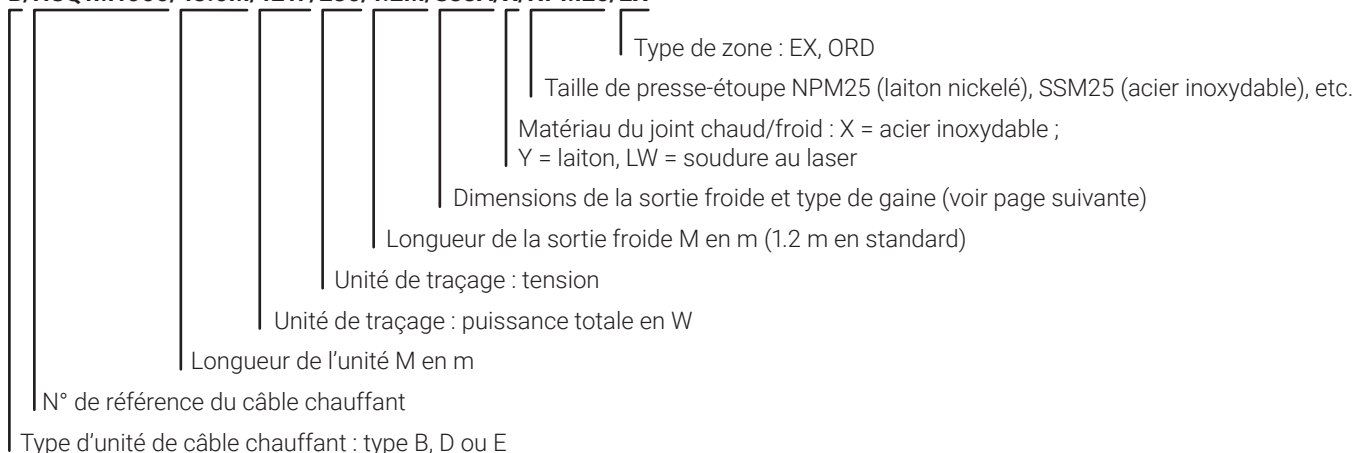 Type de zone : EX, ORD
Taille de presse-étoupe NPM25 (laiton nickelé), SSM25 (acier inoxydable), etc.
Matériau du joint chaud/froid : X = acier inoxydable ;
Y = laiton, LW = soudure au laser
Dimensions de la sortie froide et type de gaine (voir page suivante)
Longueur de la sortie froide M en m (1.2 m en standard)
Unité de traçage : tension
Unité de traçage : puissance totale en W
Longueur de l'unité M en m
N° de référence du câble chauffant
Type d'unité de câble chauffant : type B, D ou E